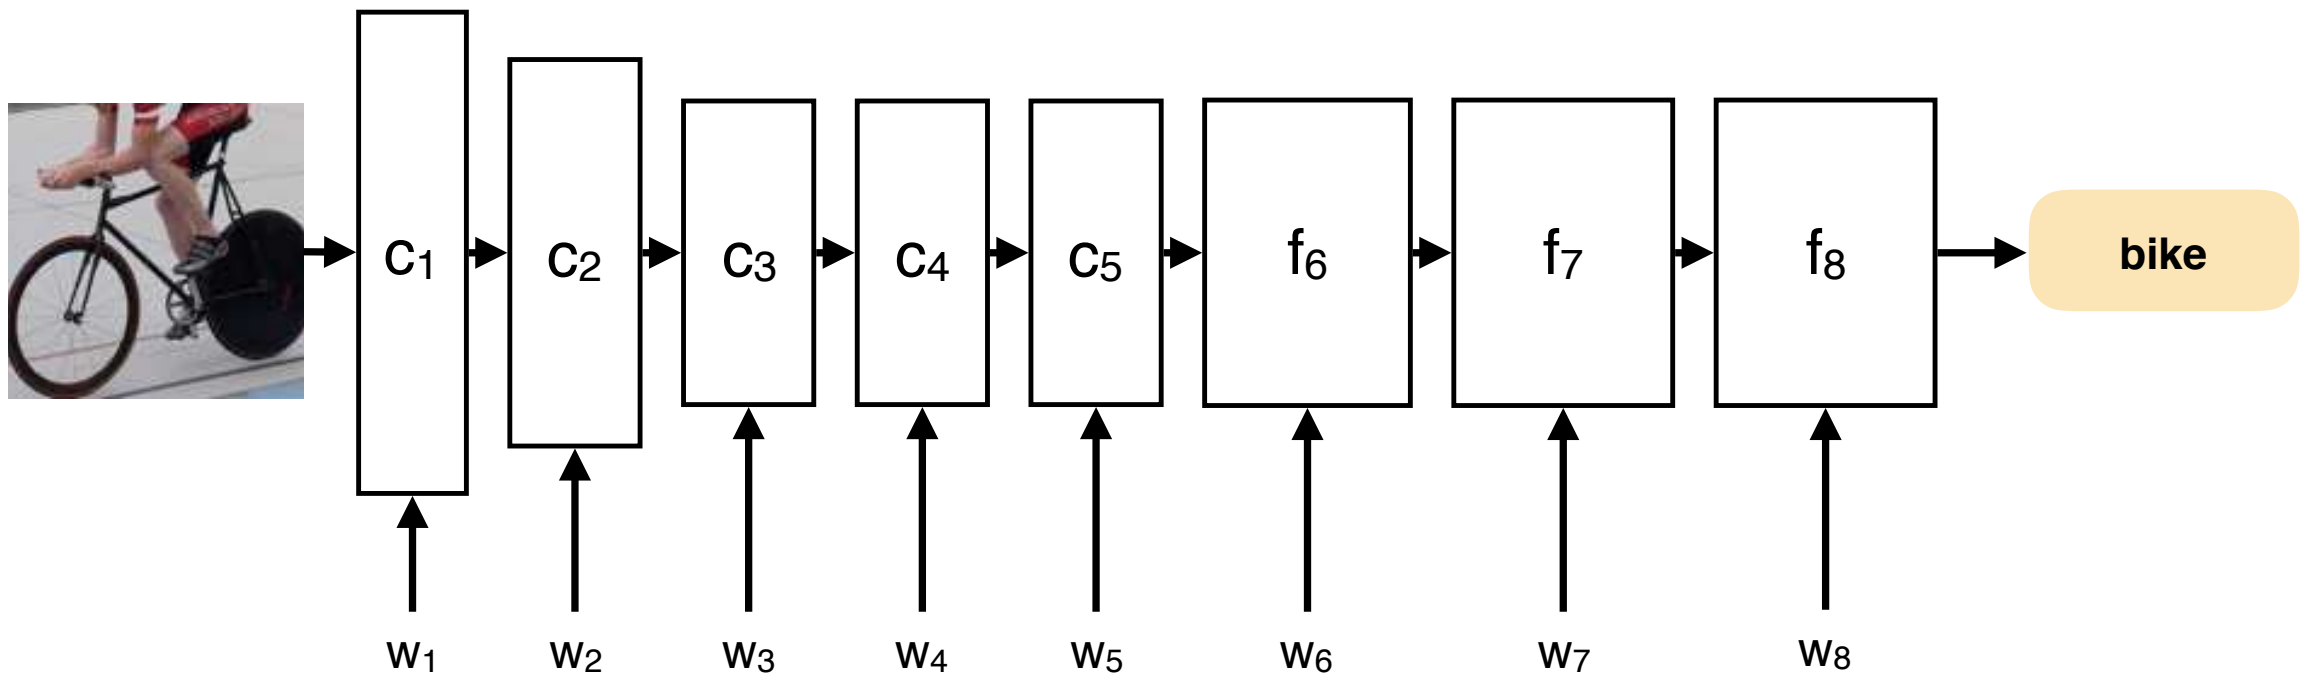 c₁ c₂ c₃ c₄ c₅ f₆ f₇ f₈ bike
w₁ w₂ w₃ w₄ w₅ w₆ w₇ w₈